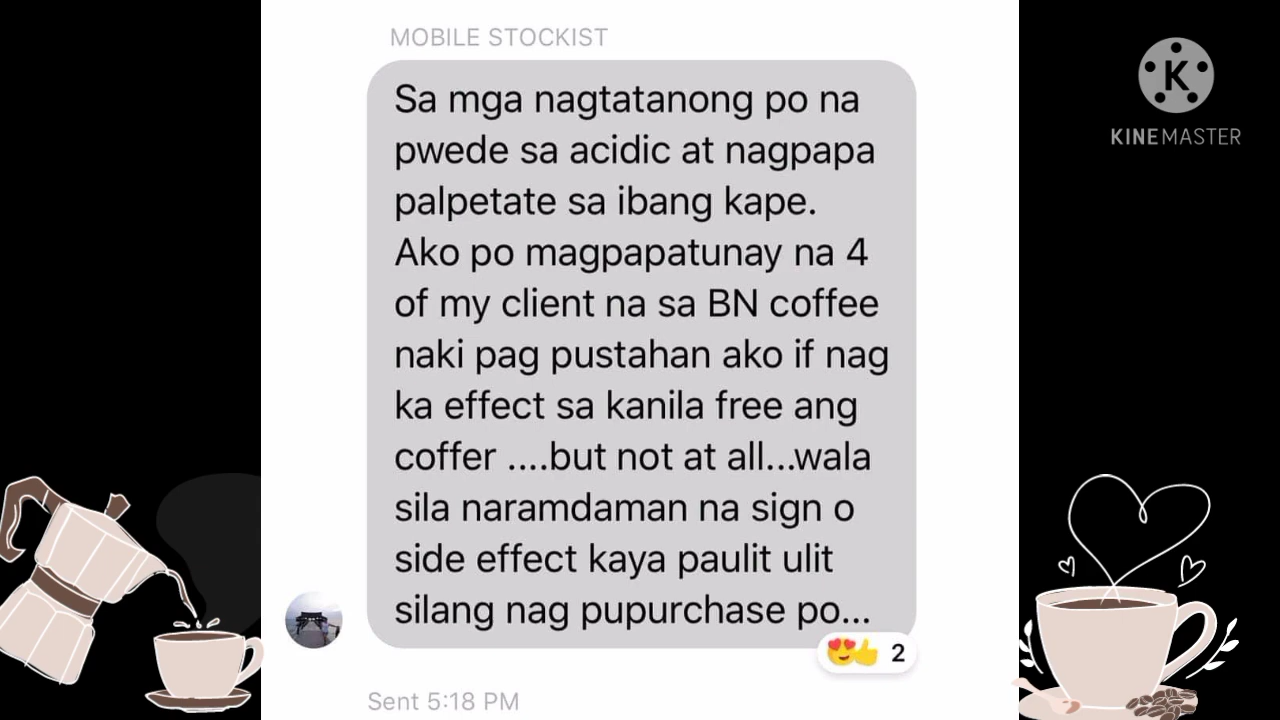 MOBILE STOCKIST
Sa mga nagtatanong po na
pwede sa acidic at nagpapa
palpetate sa ibang kape.
Ako po magpapatunay na 4
of my client na sa BN coffee
naki pag pustahan ako if nag
ka effect sa kanila free ang
coffer ....but not at all...wala
sila naramdaman na sign o
side effect kaya paulit ulit
silang nag pupurchase po...
2
Sent 5:18 PM
K
KINEMASTER